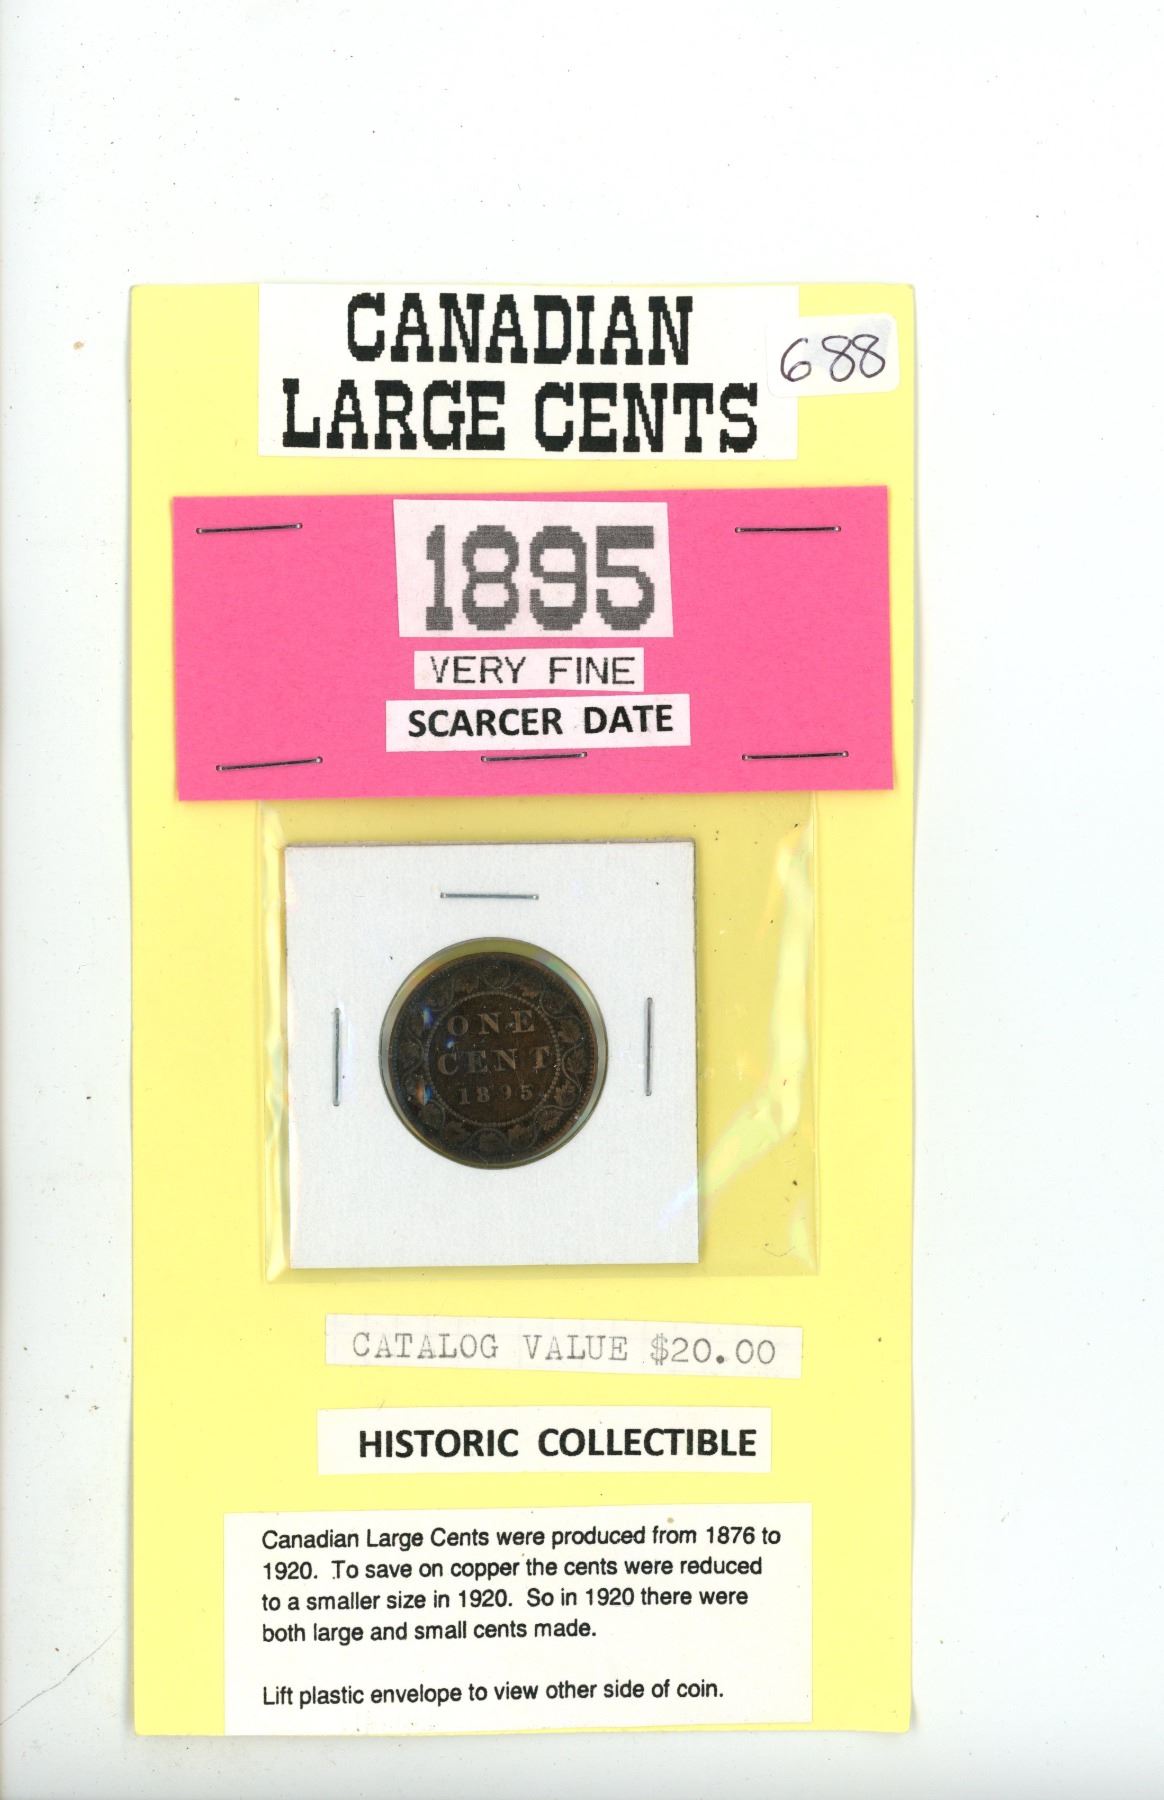 CANADIAN
LARGE CENTS
688
1895
VERY FINE
SCARCER DATE
ONE
CENT
1895
CATALOG VALUE $20.00
HISTORIC COLLECTIBLE
Canadian Large Cents were produced from 1876 to
1920. To save on copper the cents were reduced
to a smaller size in 1920. So in 1920 there were
both large and small cents made.
Lift plastic envelope to view other side of coin.